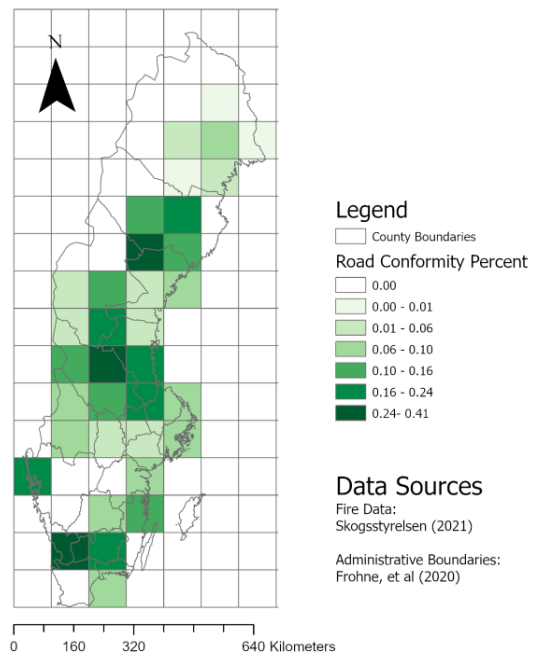 N
Legend
County Boundaries
Road Conformity Percent
0.00
0.00 - 0.01
0.01 - 0.06
0.06 - 0.10
0.10 - 0.16
0.16 - 0.24
0.24- 0.41
Data Sources
Fire Data:
Skogsstyrelsen (2021)
Administrative Boundaries:
Frohne, et al (2020)
0 160 320 640 Kilometers